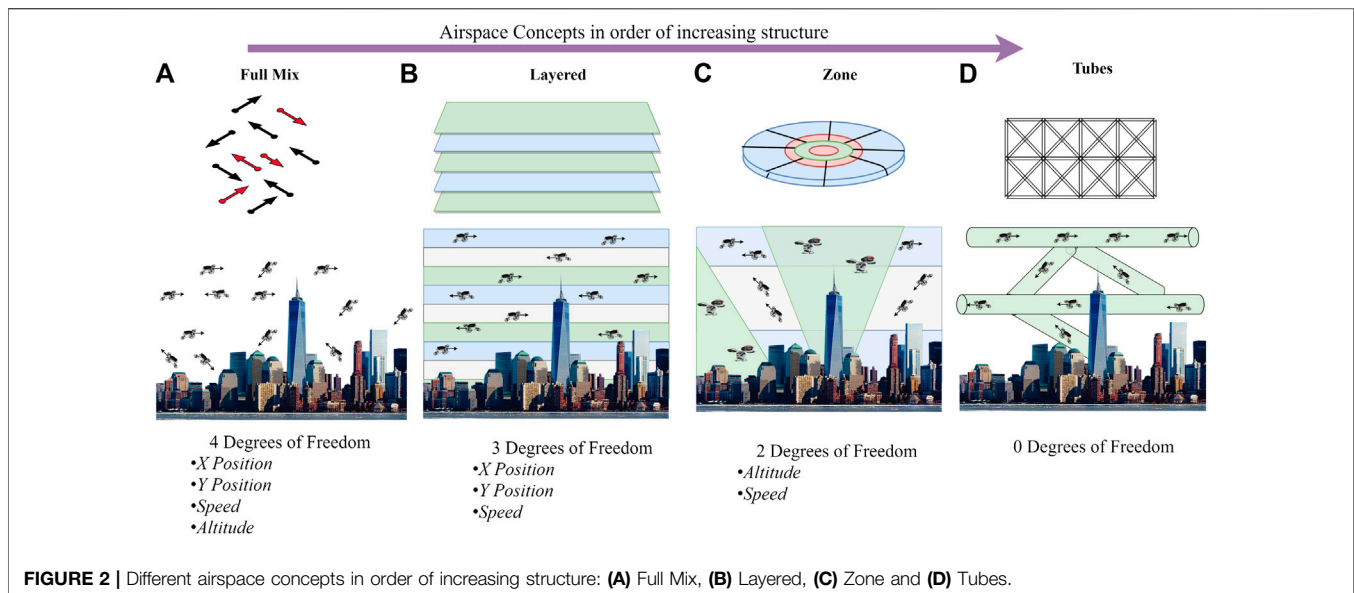 Airspace Concepts in order of increasing structure
A
Full Mix
B
Layered
C
Zone
D
Tubes
4 Degrees of Freedom
•X Position
•Y Position
•Speed
•Altitude
3 Degrees of Freedom
•X Position
•Y Position
•Speed
2 Degrees of Freedom
•Altitude
•Speed
0 Degrees of Freedom
FIGURE 2 | Different airspace concepts in order of increasing structure: (A) Full Mix, (B) Layered, (C) Zone and (D) Tubes.